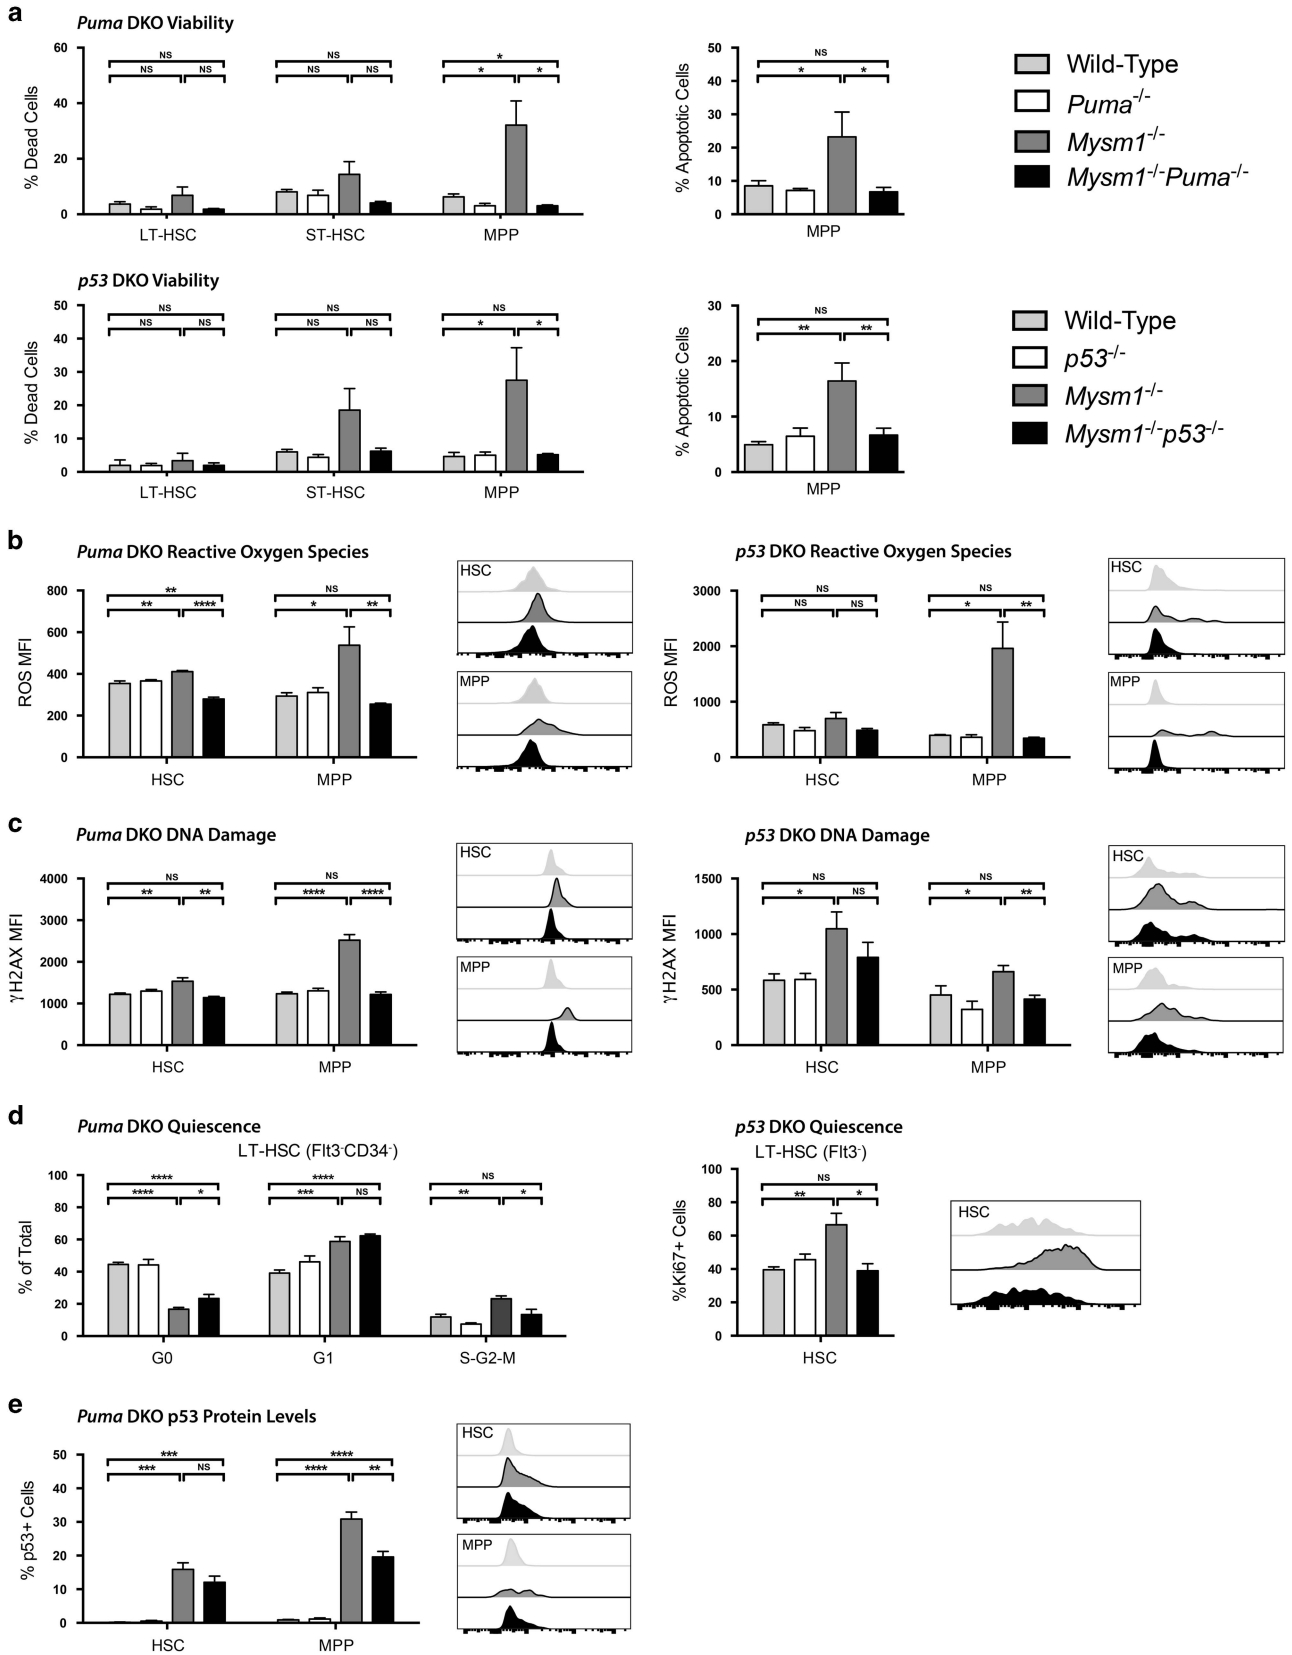 a
Puma DKO Viability
% Dead Cells
60
40
20
0
NS
NS NS
NS
NS NS
*
* *
LT-HSC ST-HSC MPP
% Apoptotic Cells
50
40
30
20
10
0
NS
* *
MPP
Wild-Type
Puma-/-
Mysm1-/-
Mysm1-/-Puma-/-
p53 DKO Viability
% Dead Cells
50
40
30
20
10
0
NS
NS NS
NS
NS NS
NS
* *
LT-HSC ST-HSC MPP
% Apoptotic Cells
30
20
10
0
NS
** **
MPP
Wild-Type
p53-/-
Mysm1-/-
Mysm1-/-p53-/-
b
Puma DKO Reactive Oxygen Species
ROS MFI
800
600
400
200
0
**
** ****
NS
* **
HSC MPP
HSC
MPP
p53 DKO Reactive Oxygen Species
ROS MFI
3000
2000
1000
0
NS
NS NS
NS
* **
HSC MPP
HSC
MPP
c
Puma DKO DNA Damage
γH2AX MFI
4000
3000
2000
1000
0
NS
** **
NS
**** ****
HSC MPP
HSC
MPP
p53 DKO DNA Damage
γH2AX MFI
1500
1000
500
0
NS
* NS
NS
* **
HSC MPP
HSC
MPP
d
Puma DKO Quiescence
LT-HSC (Flt3-CD34-)
% of Total
100
80
60
40
20
0
****
**** *
****
*** NS
NS
** *
G0 G1 S-G2-M
p53 DKO Quiescence
LT-HSC (Flt3-)
%Ki67+ Cells
100
80
60
40
20
0
NS
** *
HSC
HSC
e
Puma DKO p53 Protein Levels
% p53+ Cells
50
40
30
20
10
0
***
*** NS
****
**** **
HSC MPP
HSC
MPP